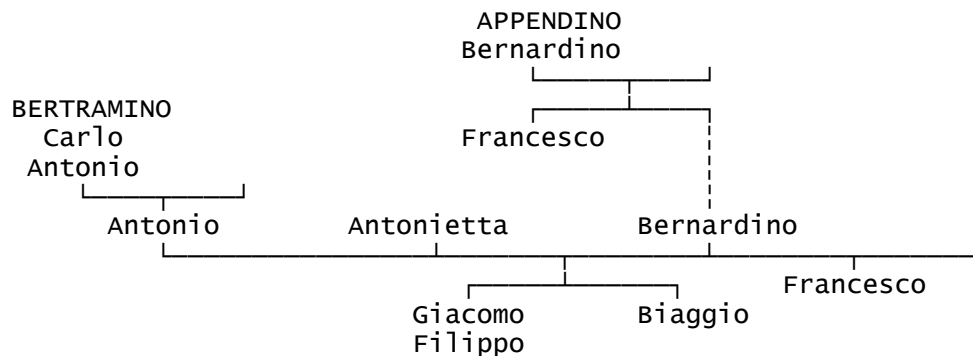 APPENDINO
Bernardino
BERTRAMINO
Carlo
Antonio
Francesco
Antonio Antonietta Bernardino
Giacomo Biaggio Francesco
Filippo